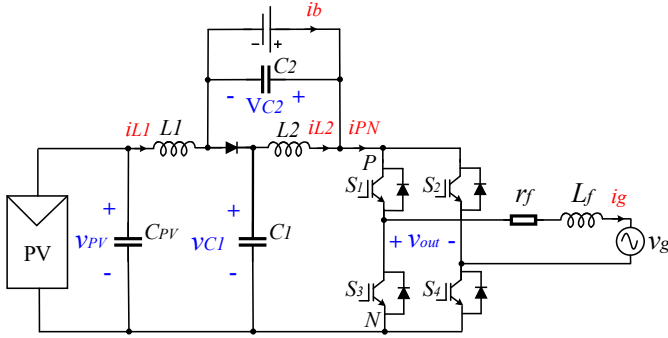 ib
- +
C2
- VC2 +
iL1 L1 L2 iL2 iPN
P
S1 S2
rf Lf ig
+ vPV - CPV
+ vC1 - C1
PV
+ vout -
vg
S3 S4
N